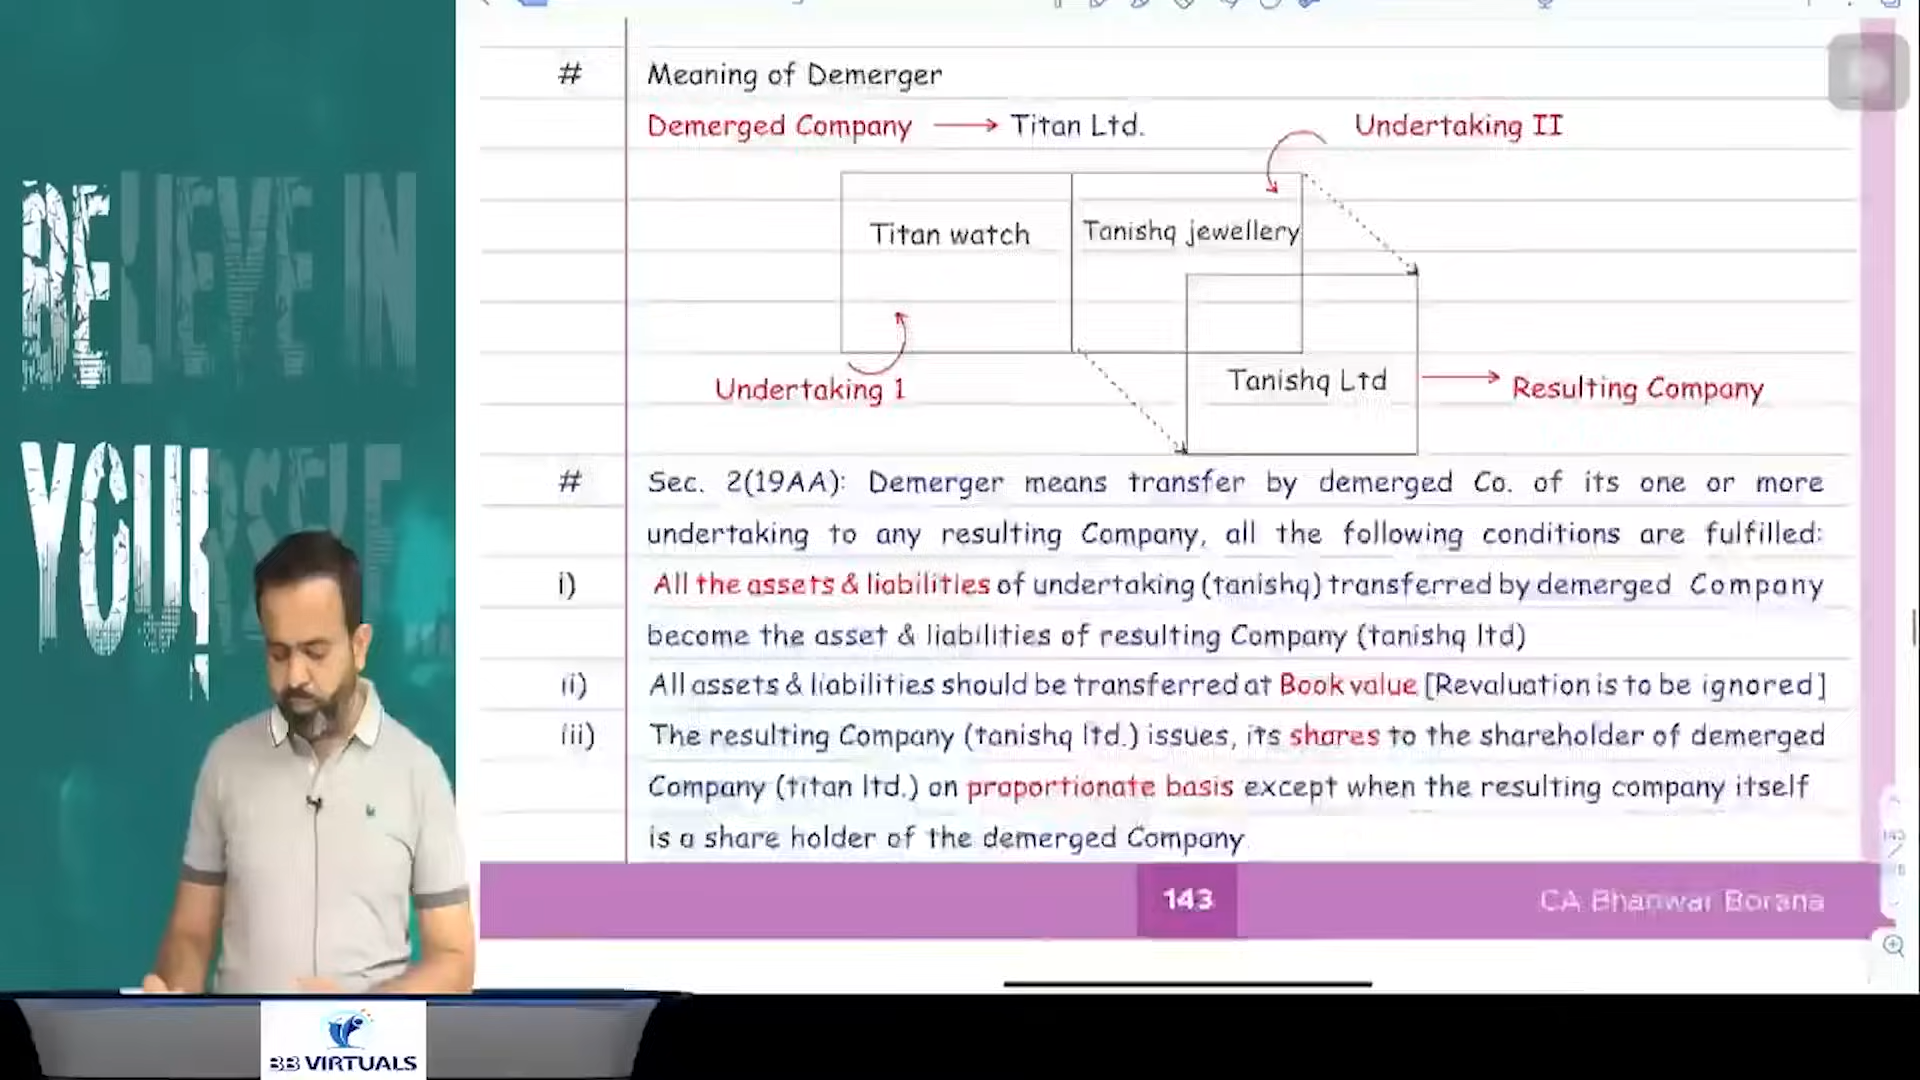 BELIEVE IN
YOURSELF
# Meaning of Demerger
Demerged Company → Titan Ltd. Undertaking II
Titan watch Tanishq jewellery
Undertaking 1 Tanishq Ltd → Resulting Company
# Sec. 2(19AA): Demerger means transfer by demerged Co. of its one or more
undertaking to any resulting Company, all the following conditions are fulfilled:
i) All the assets & liabilities of undertaking (tanishq) transferred by demerged Company
become the asset & liabilities of resulting Company (tanishq ltd)
ii) All assets & liabilities should be transferred at Book value [Revaluation is to be ignored]
iii) The resulting Company (tanishq ltd.) issues, its shares to the shareholder of demerged
Company (titan ltd.) on proportionate basis except when the resulting company itself
is a share holder of the demerged Company
143 CA Bhanwar Borana
BB VIRTUALS